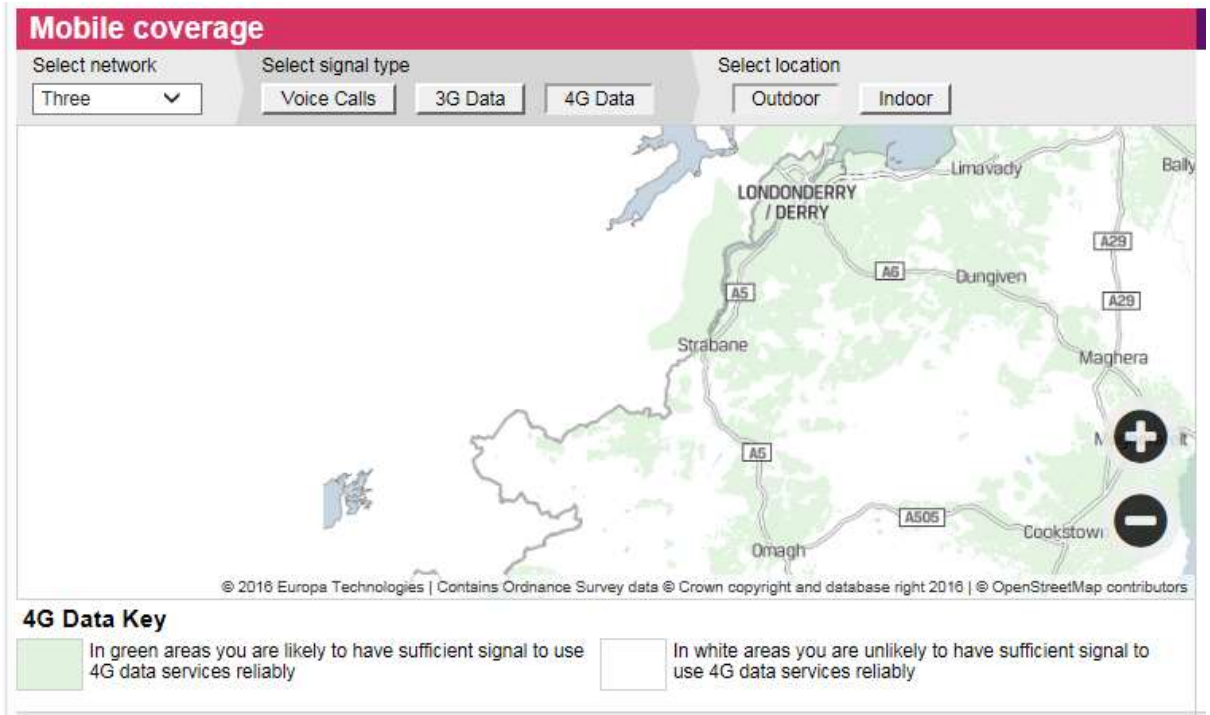 Mobile coverage
Select network
Select signal type
Select location
Three
Voice Calls
3G Data
4G Data
Outdoor
Indoor
Limavady
Bally
LONDONDERRY
/ DERRY
A29
A6
Dungiven
A5
A29
Strabane
Maghera
A5
A505
Cookstown
Omagh
© 2016 Europa Technologies | Contains Ordnance Survey data © Crown copyright and database right 2016 | © OpenStreetMap contributors
4G Data Key
In green areas you are likely to have sufficient signal to use
4G data services reliably
In white areas you are unlikely to have sufficient signal to
use 4G data services reliably